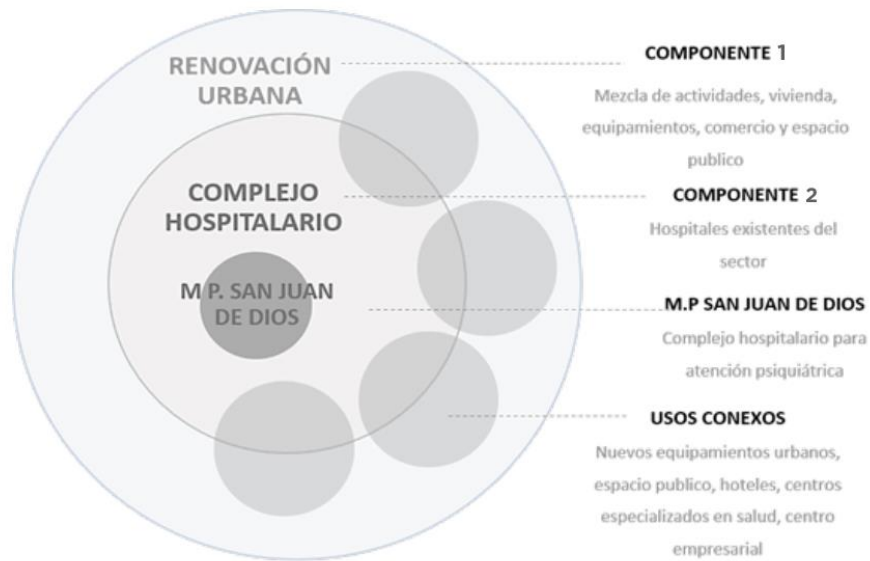 RENOVACIÓN
URBANA
COMPLEJO
HOSPITALARIO
M P. SAN JUAN
DE DIOS
COMPONENTE 1
Mezcla de actividades, vivienda,
equipamientos, comercio y espacio
publico
COMPONENTE 2
Hospitales existentes del
sector
M.P SAN JUAN DE DIOS
Complejo hospitalario para
atención psiquiátrica
USOS CONEXOS
Nuevos equipamientos urbanos,
espacio publico, hoteles, centros
especializados en salud, centro
empresarial